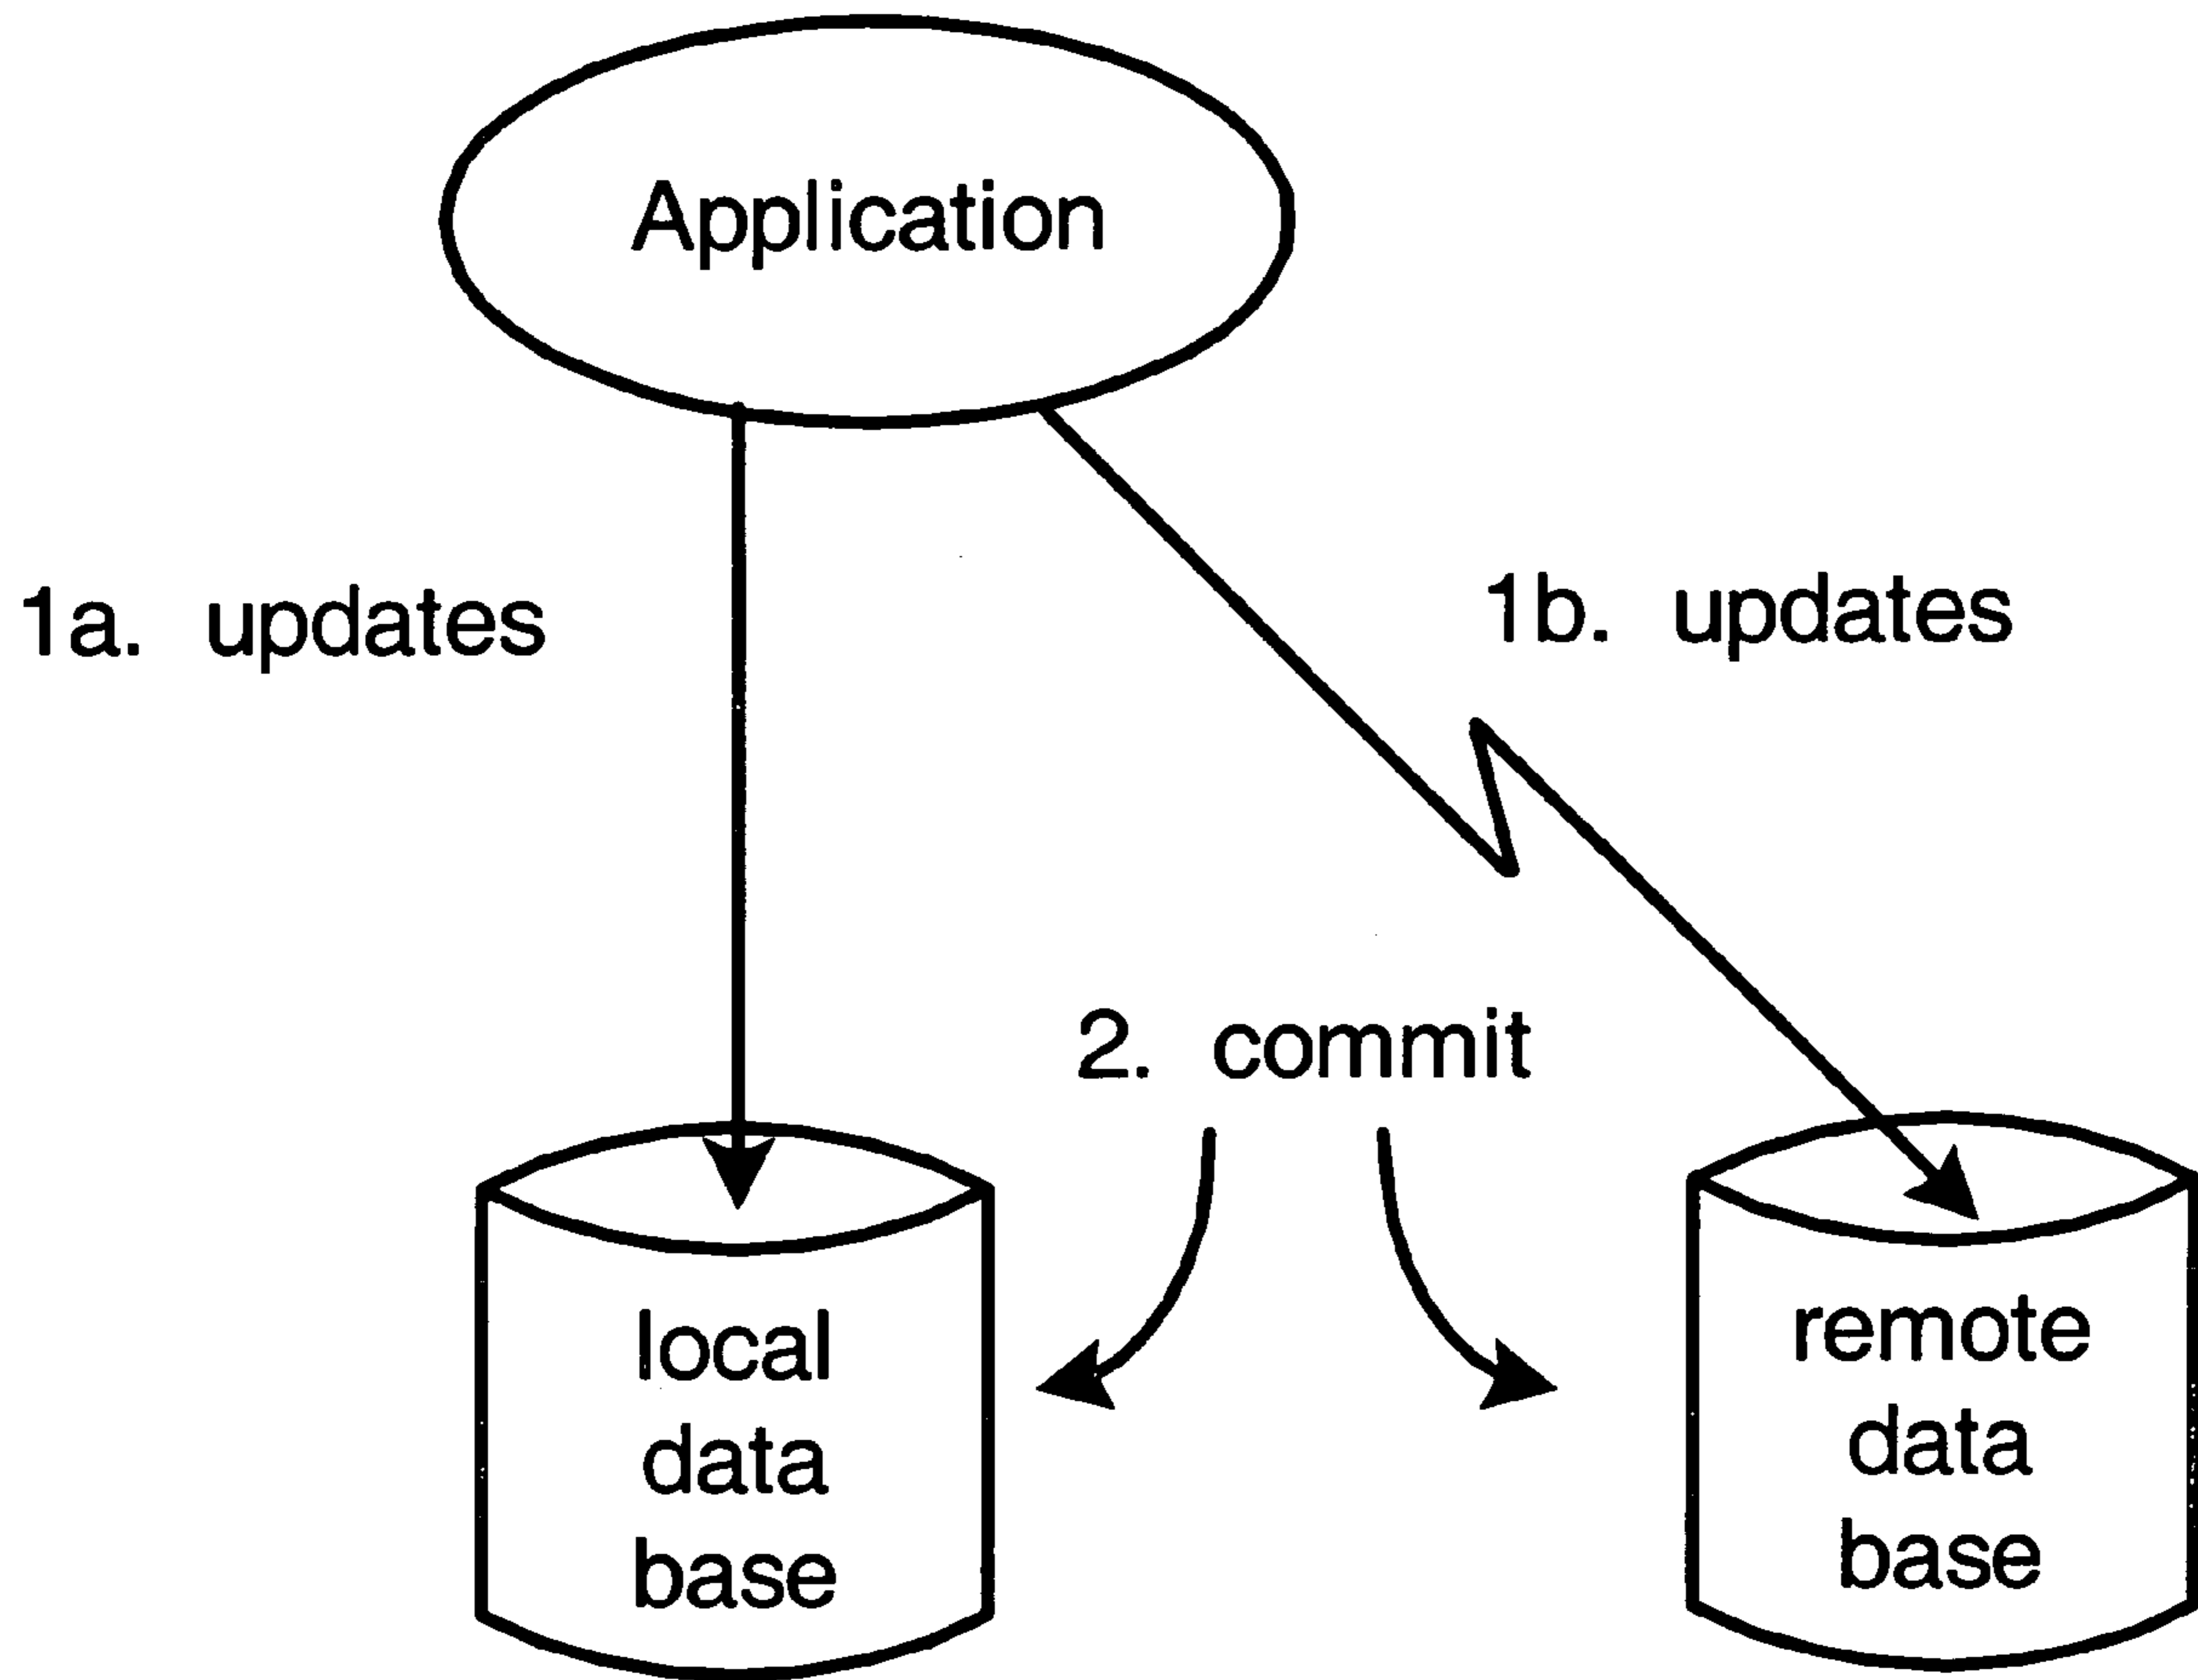 Application
1a. updates
1b. updates
2. commit
local
data
base
remote
data
base